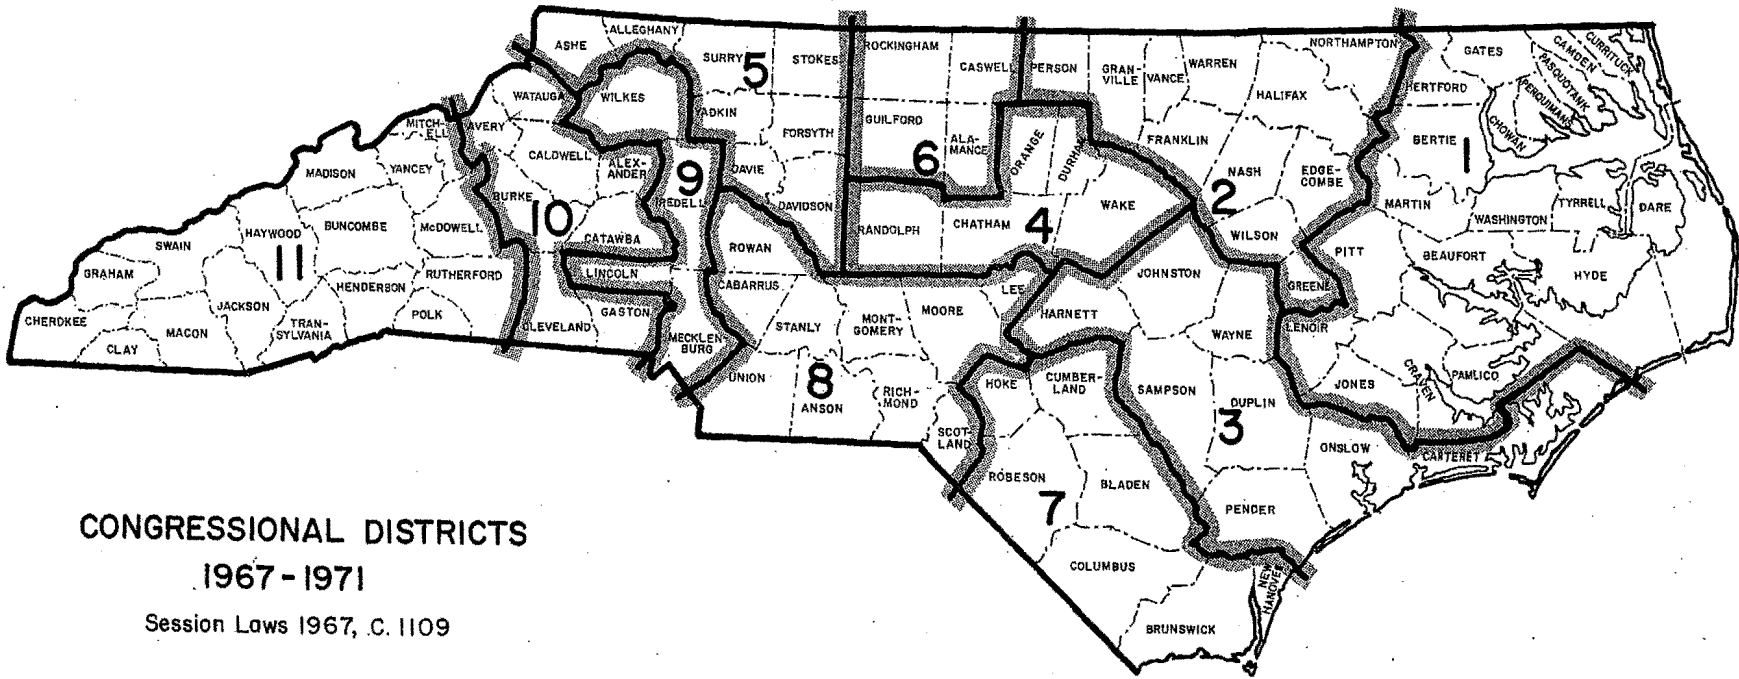 ASHE
ALLEGHANY
SURRY
STOKES
ROCKINGHAM
CASWELL
PERSON
GRAN-
VILLE
VANCE
WARREN
NORTHAMPTON
GATES
CAMDEN
CURRITUCK
PASQUOTANK
PERQUIMANS
CHOWAN
HERTFORD
HALIFAX
5
WATAUGA
WILKES
YADKIN
FORSYTH
GUILFORD
ALA-
MANCE
ORANGE
DURHAM
FRANKLIN
NASH
EDGE-
COMBE
BERTIE
1
MITCH-
ELL
AVERY
CALDWELL
ALEX-
ANDER
9
DAVIE
6
2
MADISON
YANCEY
BURKE
IREDELL
DAVIDSON
RANDOLPH
CHATHAM
4
WAKE
WILSON
MARTIN
WASHINGTON
TYRRELL
DARE
10
SWAIN
HAYWOOD
BUNCOMBE
McDOWELL
CATAWBA
ROWAN
PITT
BEAUFORT
HYDE
11
GRAHAM
RUTHERFORD
LINCOLN
CABARRUS
LEE
JOHNSTON
GREENE
HENDERSON
CHEROKEE
JACKSON
TRAN-
SYLVANIA
POLK
CLEVELAND
GASTON
STANLY
MONT-
GOMERY
MOORE
HARNETT
WAYNE
LENOIR
MACON
CLAY
MECKLEN-
BURG
UNION
8
ANSON
RICH-
MOND
HOKE
CUMBER-
LAND
SAMPSON
DUPLIN
3
JONES
CRAVEN
PAMLICO
SCOT-
LAND
ROBESON
BLADEN
7
ONSLOW
CARTERET
PENDER
COLUMBUS
NEW
HANOVER
BRUNSWICK
CONGRESSIONAL DISTRICTS
1967-1971
Session Laws 1967, C. 1109